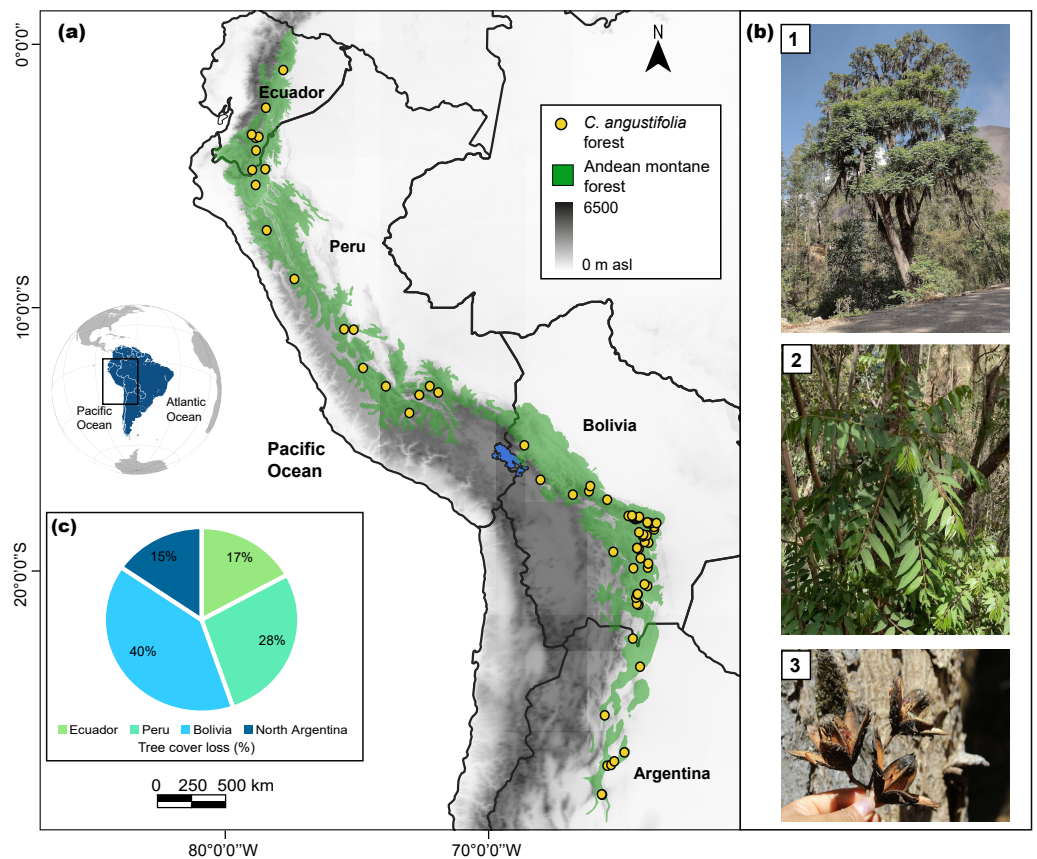 (a)
N
Ecuador
Peru
Bolivia
Argentina
Pacific
Ocean
C. angustifolia
forest
Andean montane
forest
6500
0 m asl
0°0'0"
10°0'0"S
20°0'0"S
80°0'0"W
70°0'0"W
Pacific
Ocean
Atlantic
Ocean
(c)
15%
17%
40%
28%
Ecuador Peru Bolivia North Argentina
Tree cover loss (%)
0 250 500 km
(b)
1
2
3